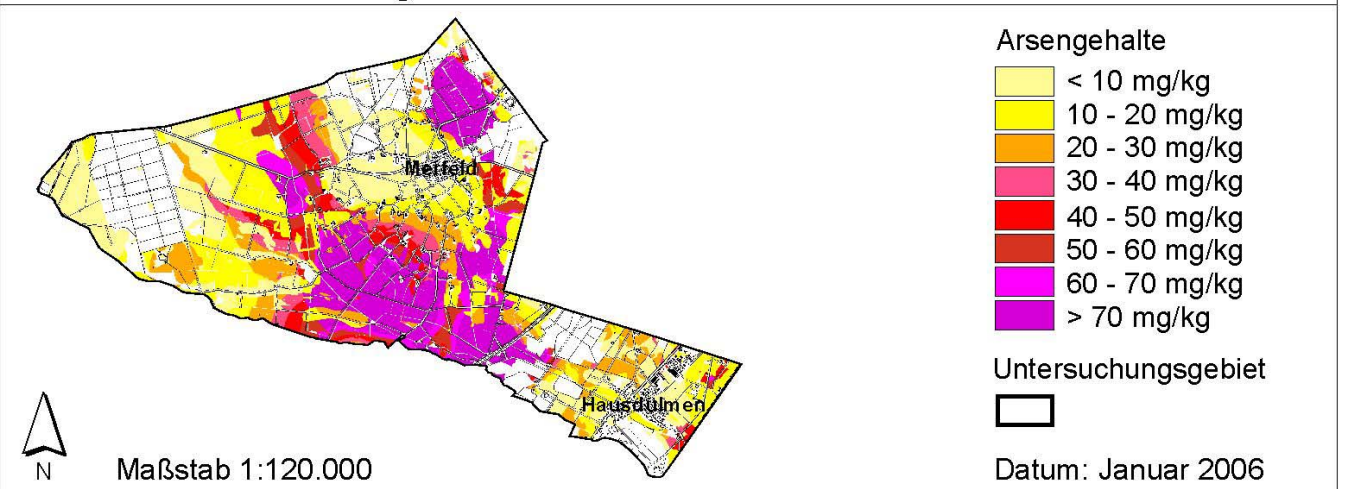 Arsengehalte
< 10 mg/kg
10 - 20 mg/kg
20 - 30 mg/kg
30 - 40 mg/kg
40 - 50 mg/kg
50 - 60 mg/kg
60 - 70 mg/kg
> 70 mg/kg
Merfeld
Untersuchungsgebiet
Hausdülmen
N
Maßstab 1:120.000
Datum: Januar 2006